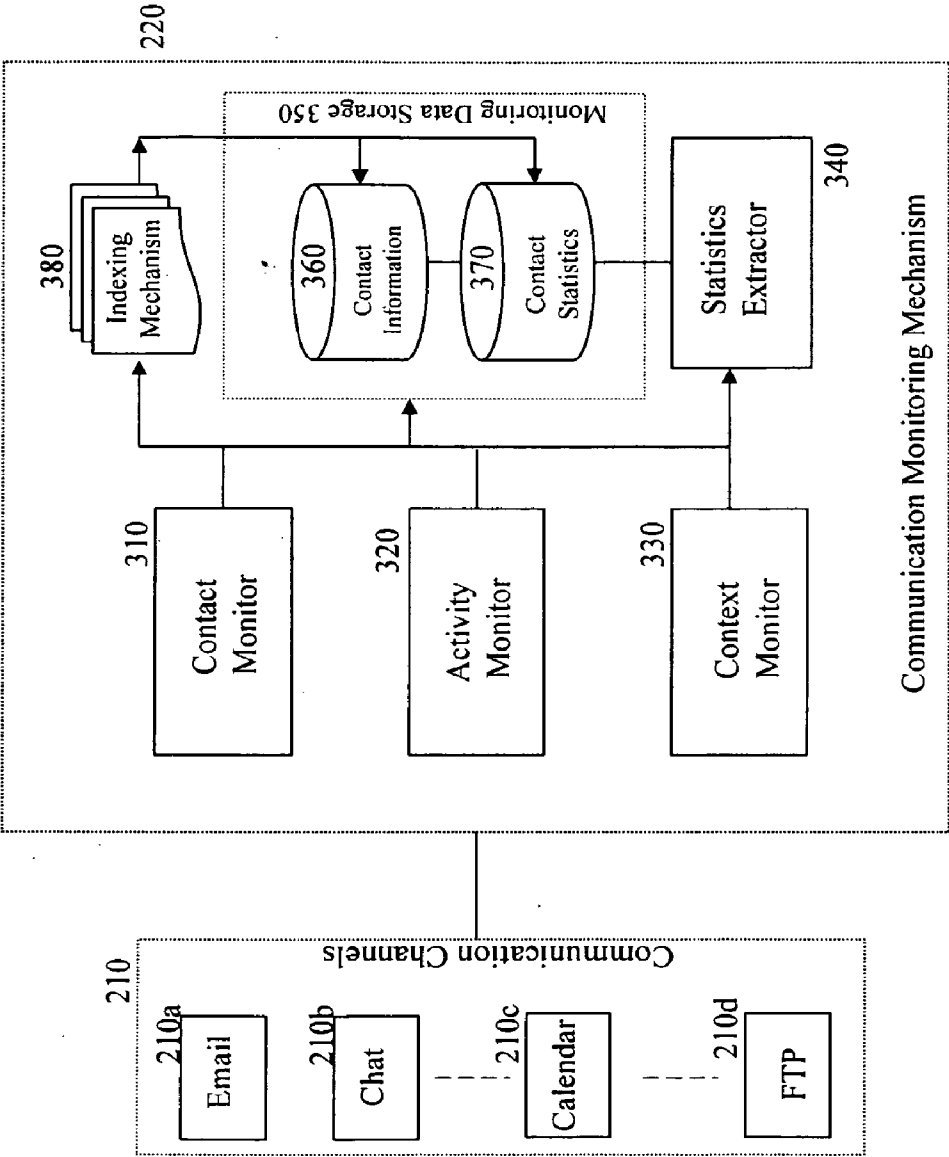 210
210a
Email
210b
Chat
210c
Calendar
210d
FTP
Communication Channels
220
310
Contact
Monitor
320
Activity
Monitor
330
Context
Monitor
380
Indexing
Mechanism
Monitoring Data Storage 350
360
Contact
Information
370
Contact
Statistics
Statistics
Extractor
340
Communication Monitoring Mechanism